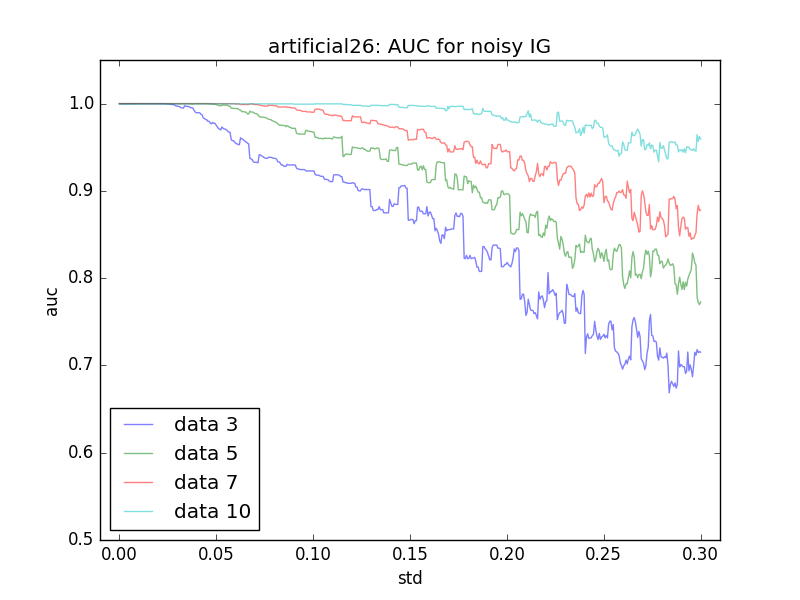 artificial26: AUC for noisy IG
1.0
0.9
0.8
0.7
0.6
0.5
auc
data 3
data 5
data 7
data 10
0.00 0.05 0.10 0.15 0.20 0.25 0.30
std